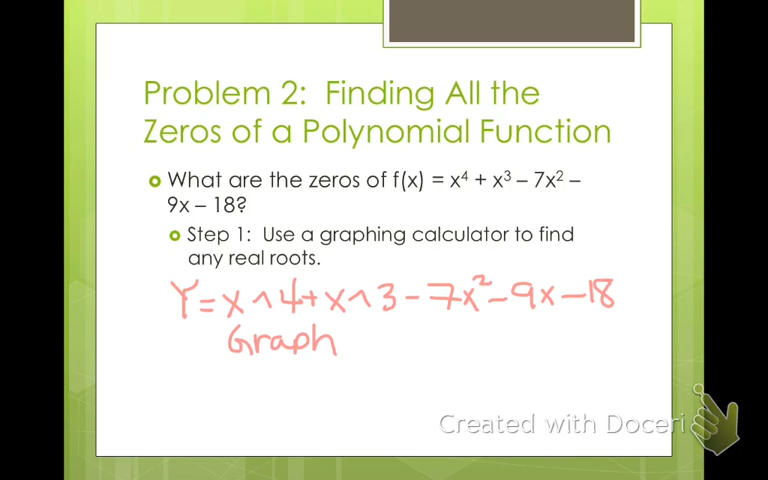 Problem 2: Finding All the
Zeros of a Polynomial Function
What are the zeros of f(x) = x⁴ + x³ – 7x² –
9x – 18?
Step 1: Use a graphing calculator to find
any real roots.
Y = x ^ 4 + x ^ 3 - 7x² - 9x - 18
Graph
Created with Doceri